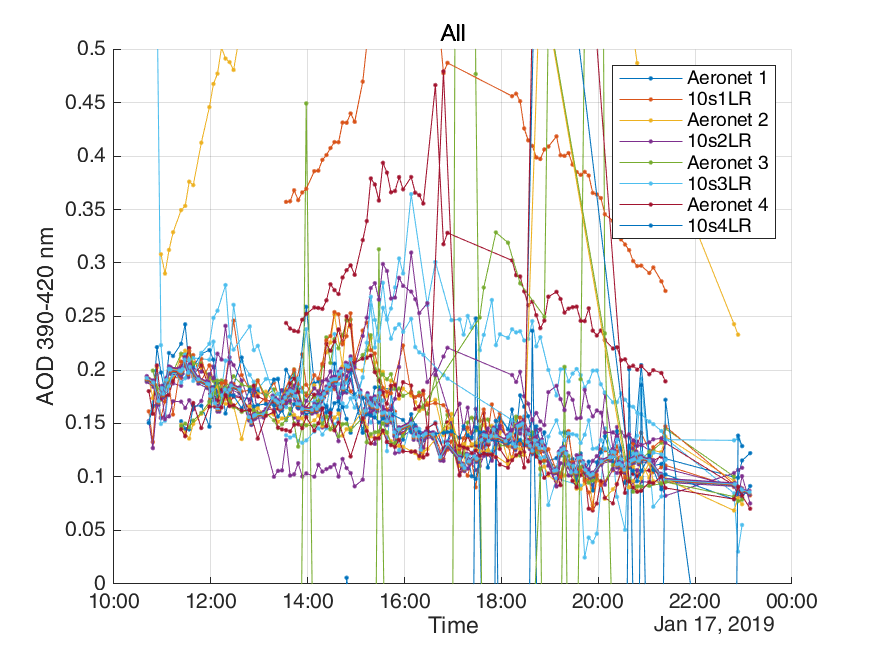 All
0.5
0.45
0.4
0.35
0.3
0.25
0.2
0.15
0.1
0.05
0
AOD 390-420 nm
Aeronet 1
10s1LR
Aeronet 2
10s2LR
Aeronet 3
10s3LR
Aeronet 4
10s4LR
10:00 12:00 14:00 16:00 18:00 20:00 22:00 00:00
Time
Jan 17, 2019